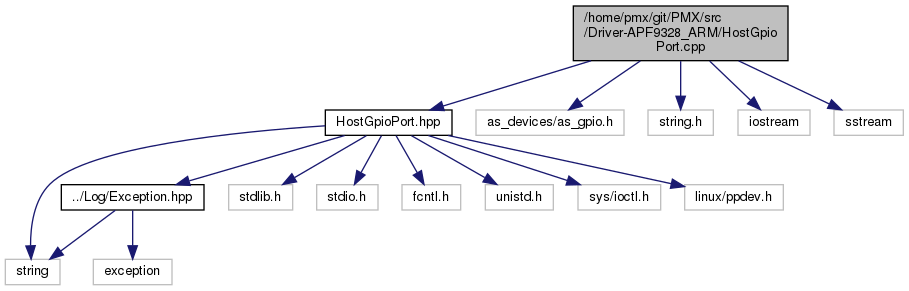 /home/pmx/git/PMX/src
/Driver-APF9328_ARM/HostGpio
Port.cpp
HostGpioPort.hpp
as_devices/as_gpio.h
string.h
iostream
sstream
../Log/Exception.hpp
stdlib.h
stdio.h
fcntl.h
unistd.h
sys/ioctl.h
linux/ppdev.h
string
exception